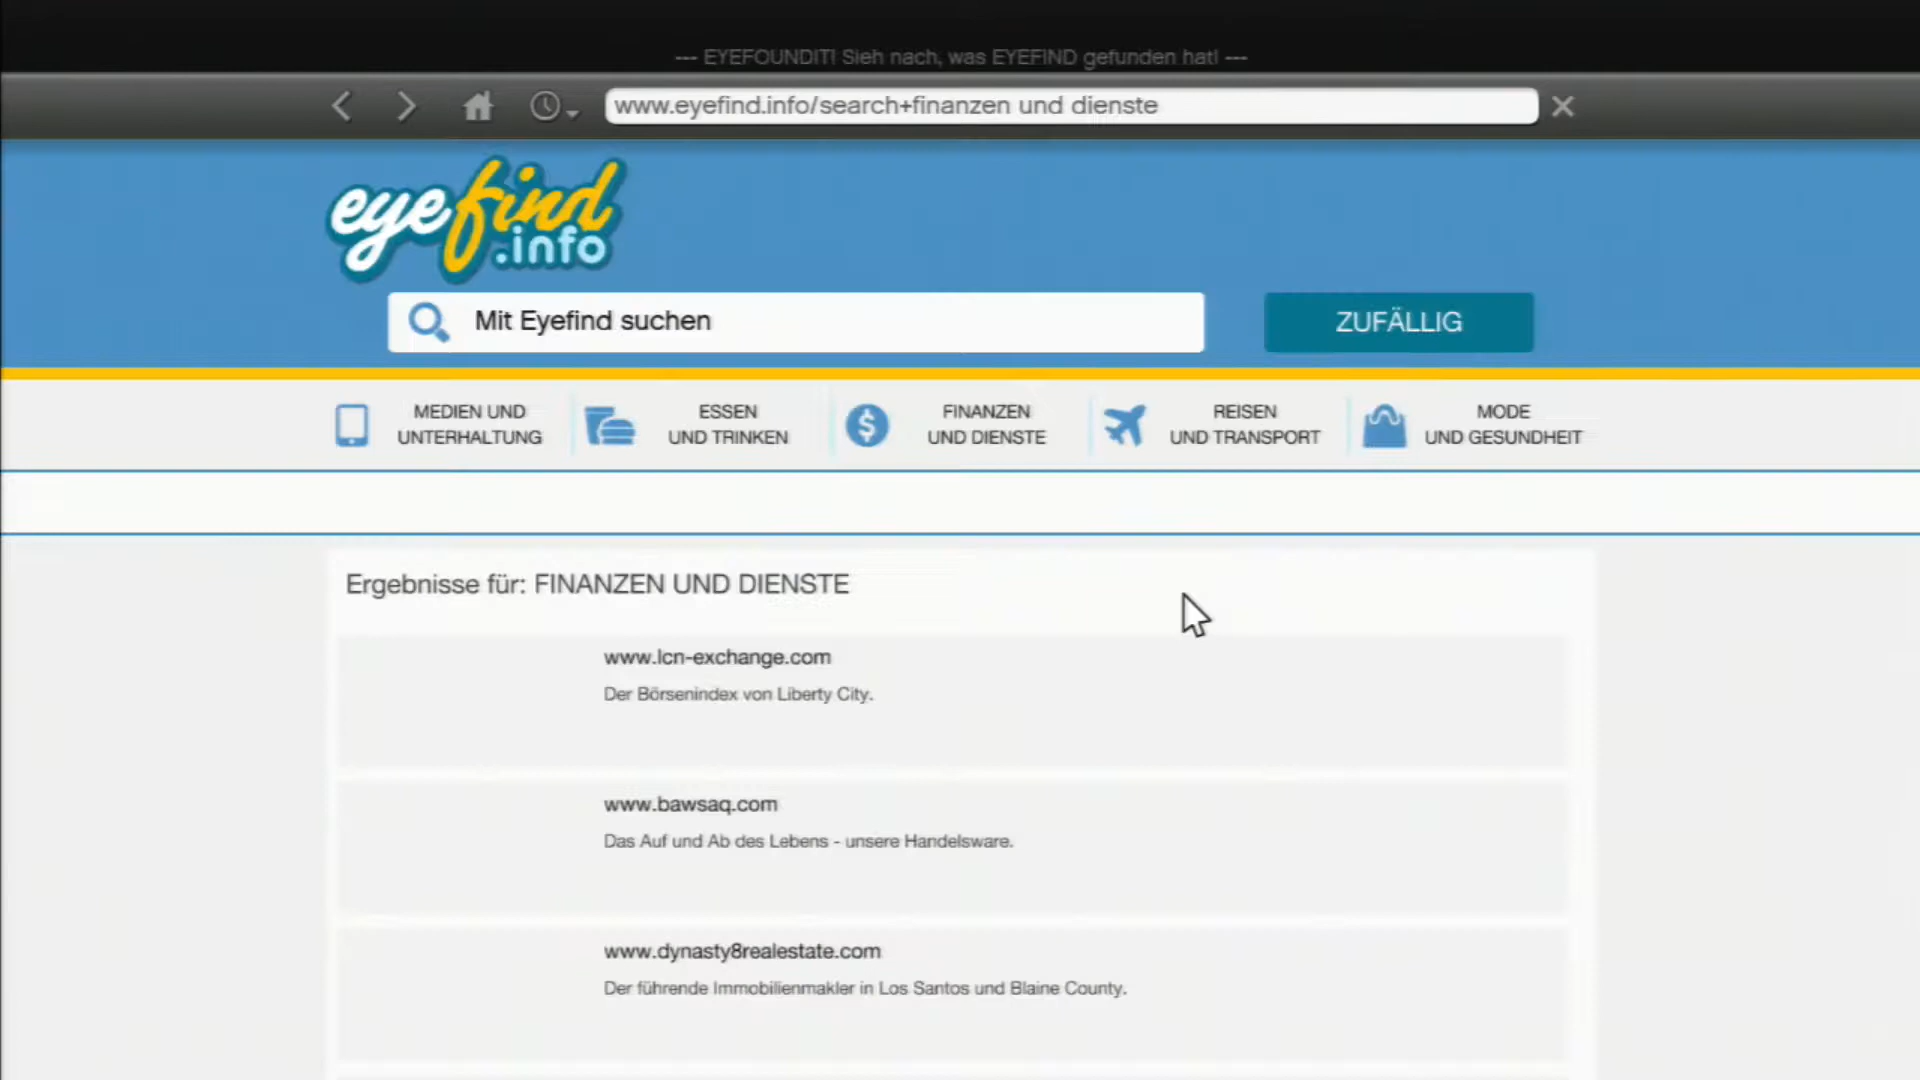 --- EYEFOUNDIT! Sieh nach, was EYEFIND gefunden hat! ---
www.eyefind.info/search+finanzen und dienste
eyefind
.info
Mit Eyefind suchen
ZUFÄLLIG
MEDIEN UND
UNTERHALTUNG
ESSEN
UND TRINKEN
FINANZEN
UND DIENSTE
REISEN
UND TRANSPORT
MODE
UND GESUNDHEIT
Ergebnisse für: FINANZEN UND DIENSTE
www.lcn-exchange.com
Der Börsenindex von Liberty City.
www.bawsaq.com
Das Auf und Ab des Lebens - unsere Handelsware.
www.dynasty8realestate.com
Der führende Immobilienmakler in Los Santos und Blaine County.